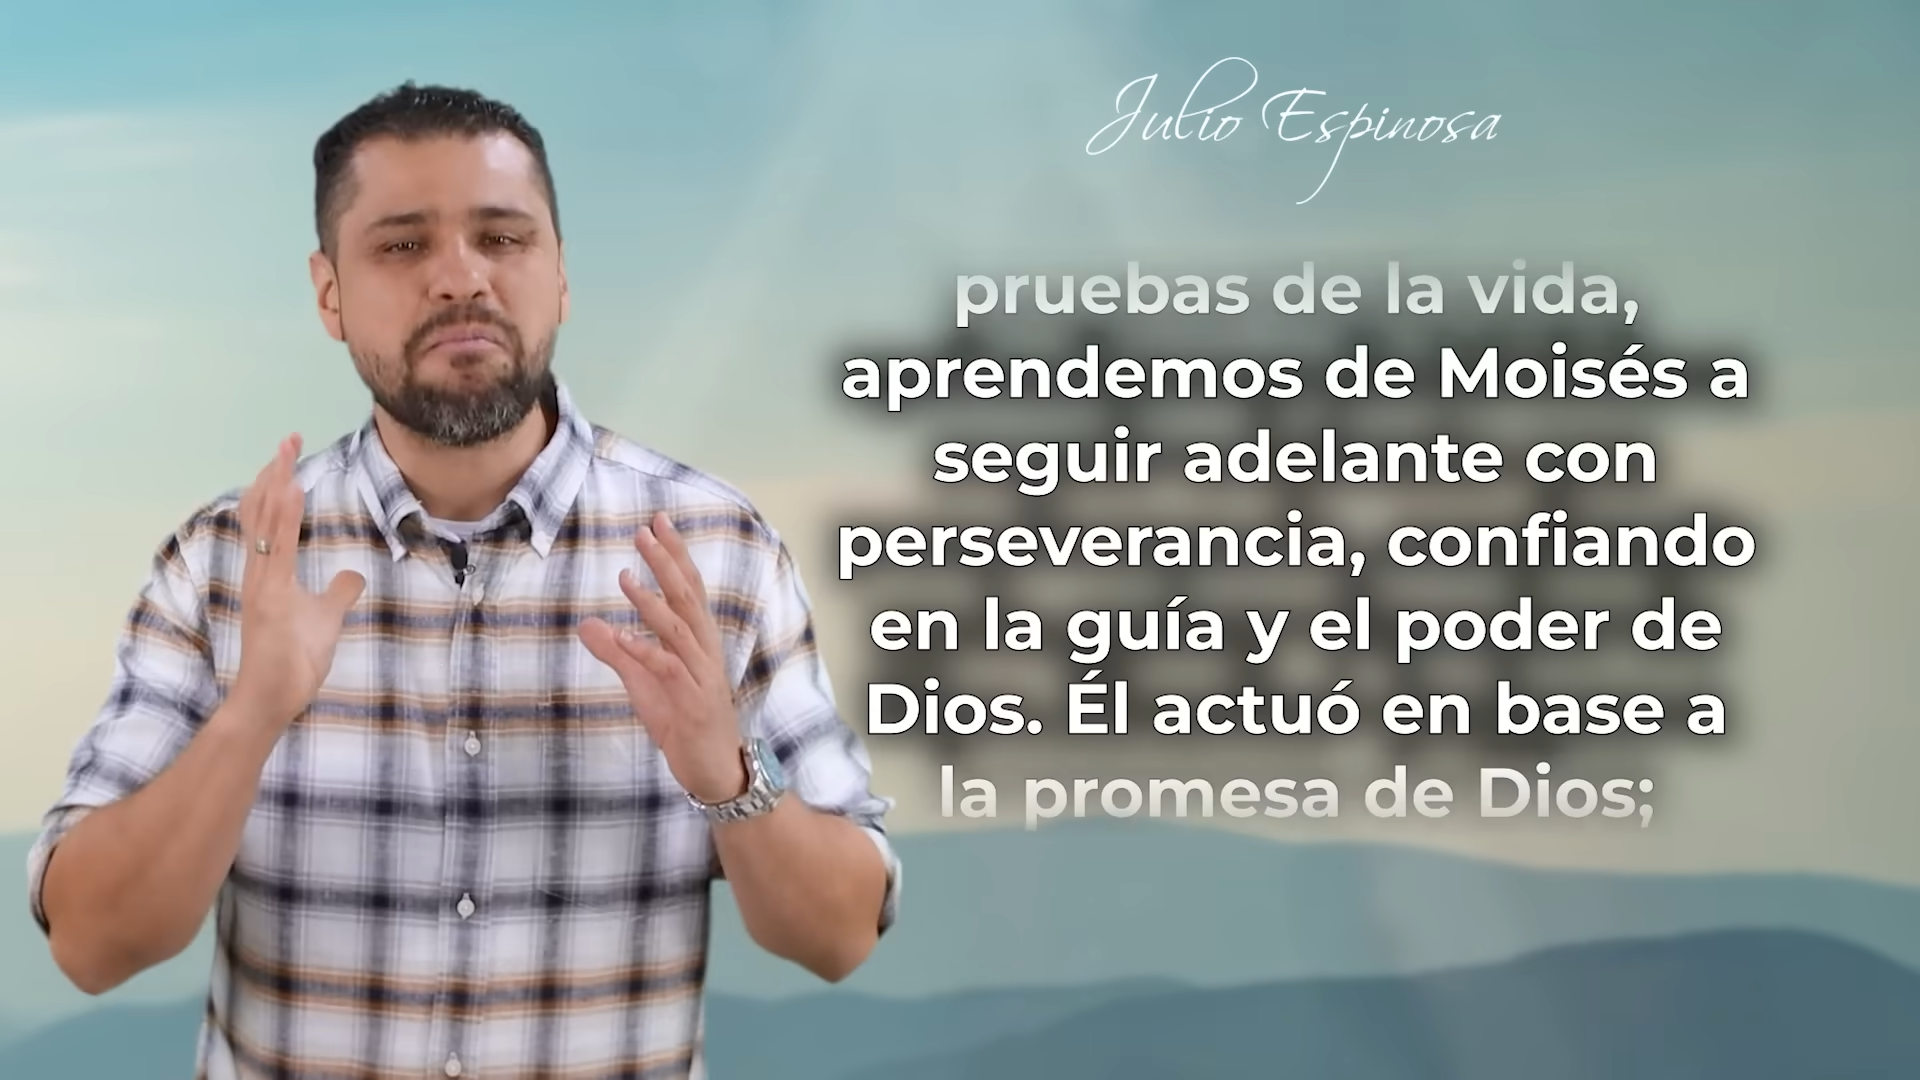 Julio Espinosa
pruebas de la vida,
aprendemos de Moisés a
seguir adelante con
perseverancia, confiando
en la guía y el poder de
Dios. Él actuó en base a
la promesa de Dios;